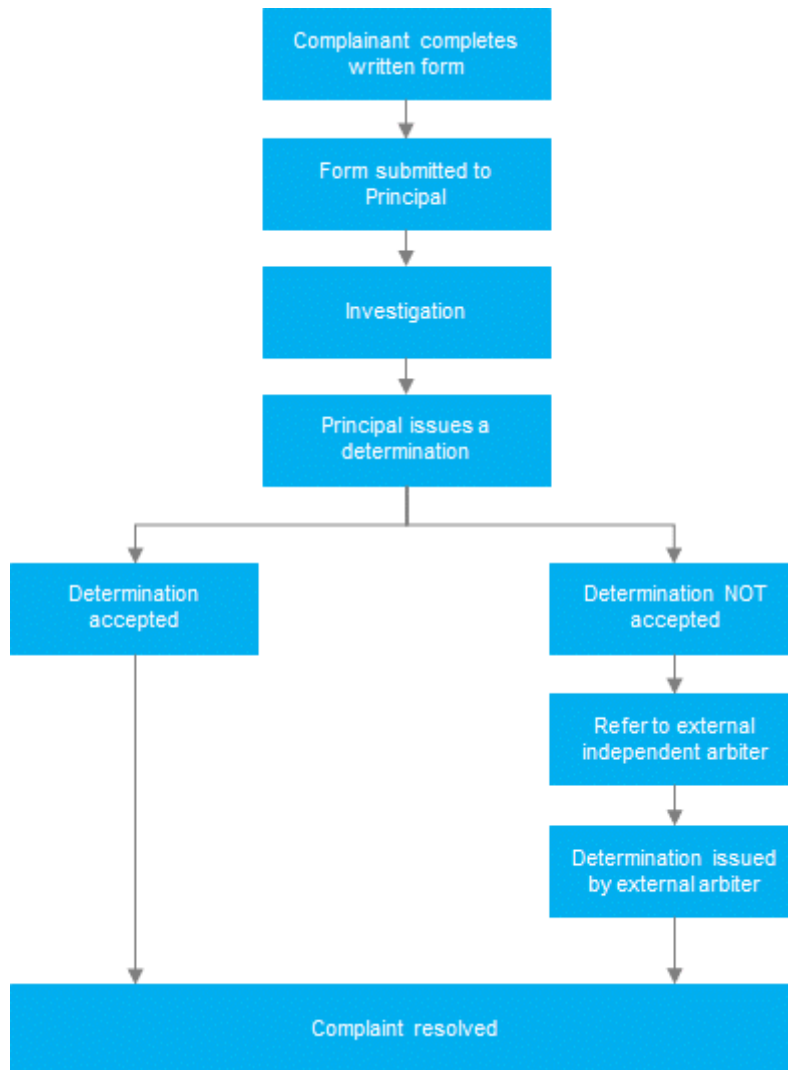 Complainant completes
written form
Form submitted to
Principal
Investigation
Principal issues a
determination
Determination
accepted
Determination NOT
accepted
Refer to external
independent arbiter
Determination issued
by external arbiter
Complaint resolved